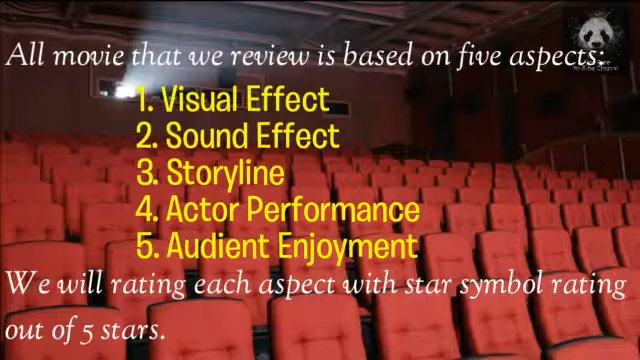 All movie that we review is based on five aspects:
1. Visual Effect
2. Sound Effect
3. Storyline
4. Actor Performance
5. Audient Enjoyment
We will rating each aspect with star symbol rating
out of 5 stars.